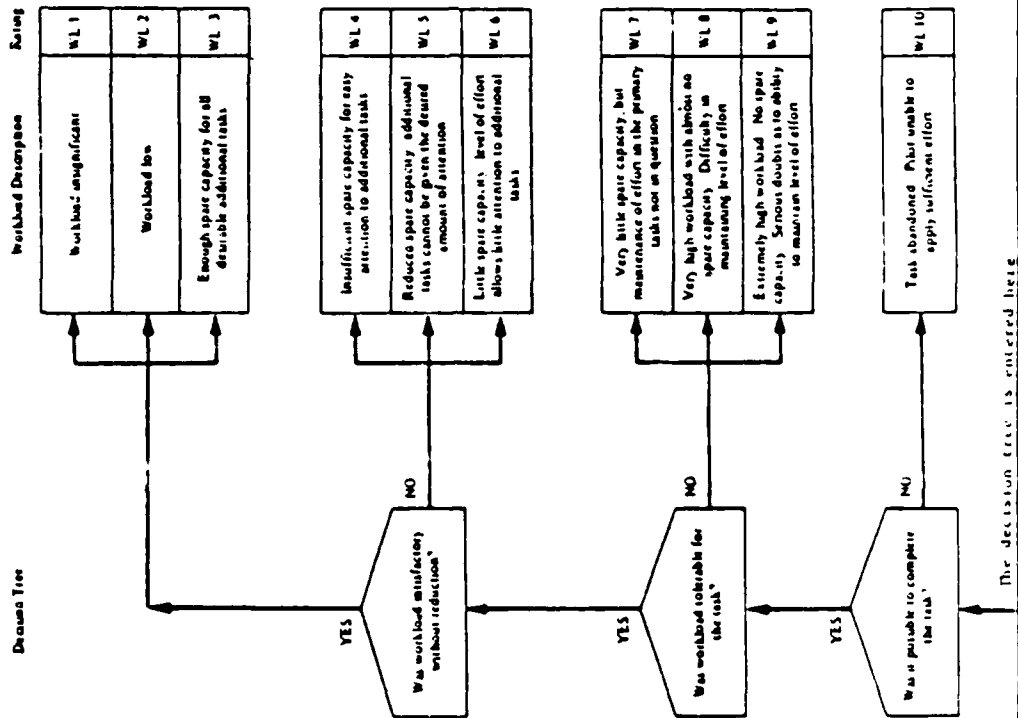 Decision Tree
Workload Description
Rating
Workload insignificant
WL 1
Workload low
WL 2
Enough spare capacity for all
desirable additional tasks
WL 3
YES
Was workload satisfactory
without reduction?
NO
Insufficient spare capacity for easy
attention to additional tasks
WL 4
Reduced spare capacity additional
tasks cannot be given the desired
amount of attention
WL 5
Little spare capacity level of effort
allows little attention to additional
tasks
WL 6
YES
Was workload tolerable for
the task?
NO
Very little spare capacity, but
maintenance of effort in the primary
tasks not in question
WL 7
Very high workload with almost no
spare capacity Difficulty in
maintaining level of effort
WL 8
Extremely high workload No spare
capacity Serious doubts as to ability
to maintain level of effort
WL 9
YES
Was it possible to complete
the task?
NO
Task abandoned Pilot unable to
apply sufficient effort
WL 10
The decision tree is entered here